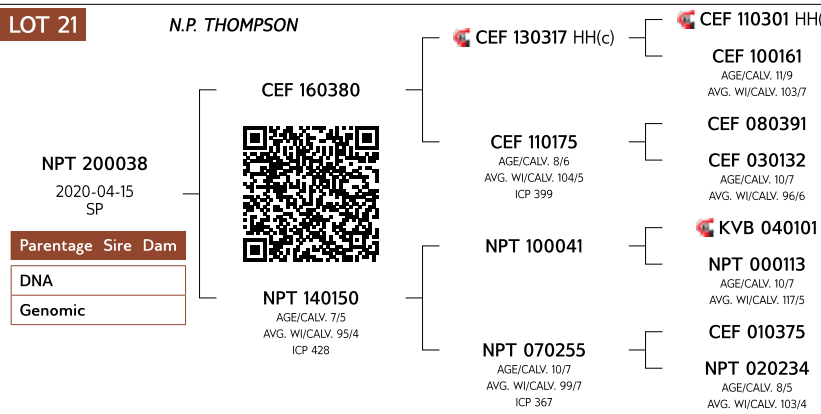 LOT 21
N.P. THOMPSON
NPT 200038
2020-04-15
SP
Parentage Sire Dam
DNA
Genomic
CEF 160380
NPT 140150
AGE/CALV. 7/5
AVG. WI/CALV. 95/4
ICP 428
CEF 130317 HH(c)
CEF 110175
AGE/CALV. 8/6
AVG. WI/CALV. 104/5
ICP 399
NPT 100041
NPT 070255
AGE/CALV. 10/7
AVG. WI/CALV. 99/7
ICP 367
CEF 110301 HH(
CEF 100161
AGE/CALV. 11/9
AVG. WI/CALV. 103/7
CEF 080391
CEF 030132
AGE/CALV. 10/7
AVG. WI/CALV. 96/6
KVB 040101
NPT 000113
AGE/CALV. 10/7
AVG. WI/CALV. 117/5
CEF 010375
NPT 020234
AGE/CALV. 8/5
AVG. WI/CALV. 103/4